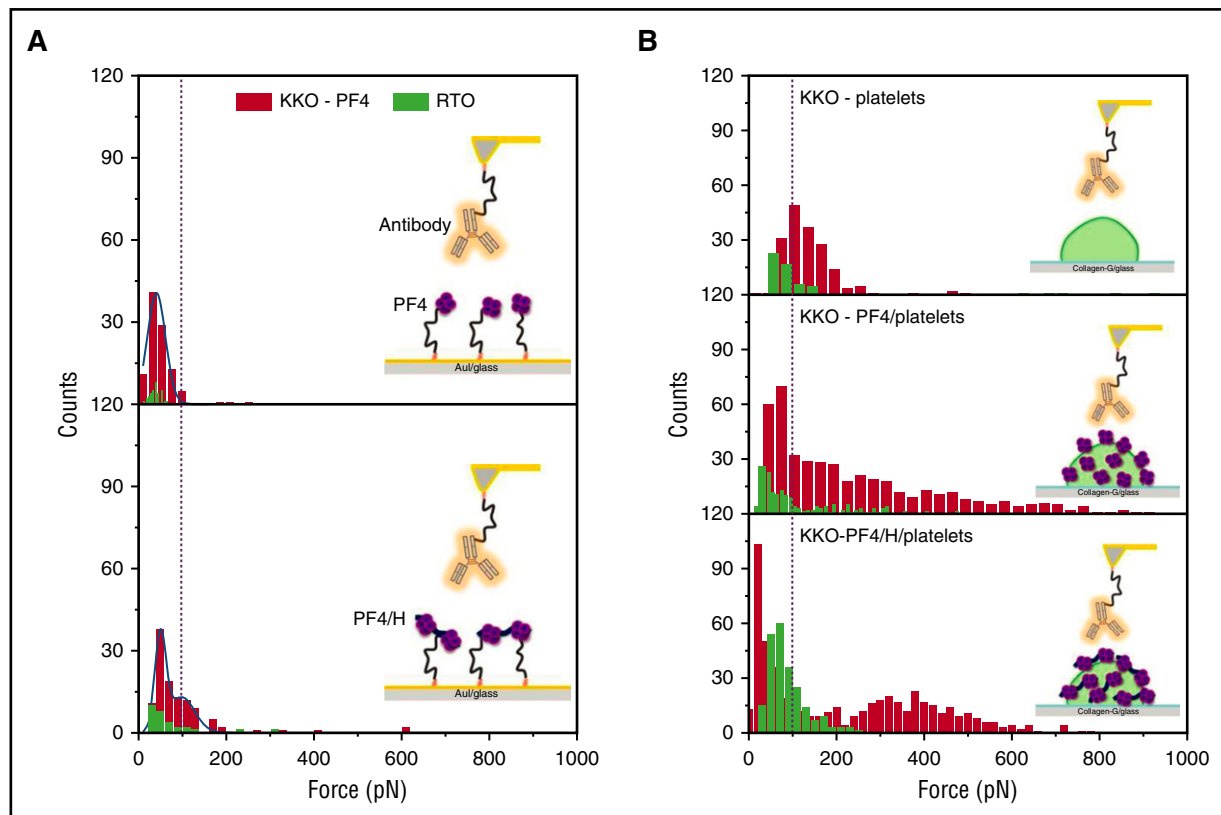 A
120
90
60
30
120
90
60
30
0
Counts
KKO - PF4
RTO
Antibody
PF4
Aul/glass
PF4/H
Aul/glass
0
200
400
600
800
1000
Force (pN)
B
120
90
60
30
120
90
60
30
120
90
60
30
0
Counts
KKO - platelets
Collagen-G/glass
KKO - PF4/platelets
Collagen-G/glass
KKO-PF4/H/platelets
Collagen-G/glass
0
200
400
600
800
1000
Force (pN)